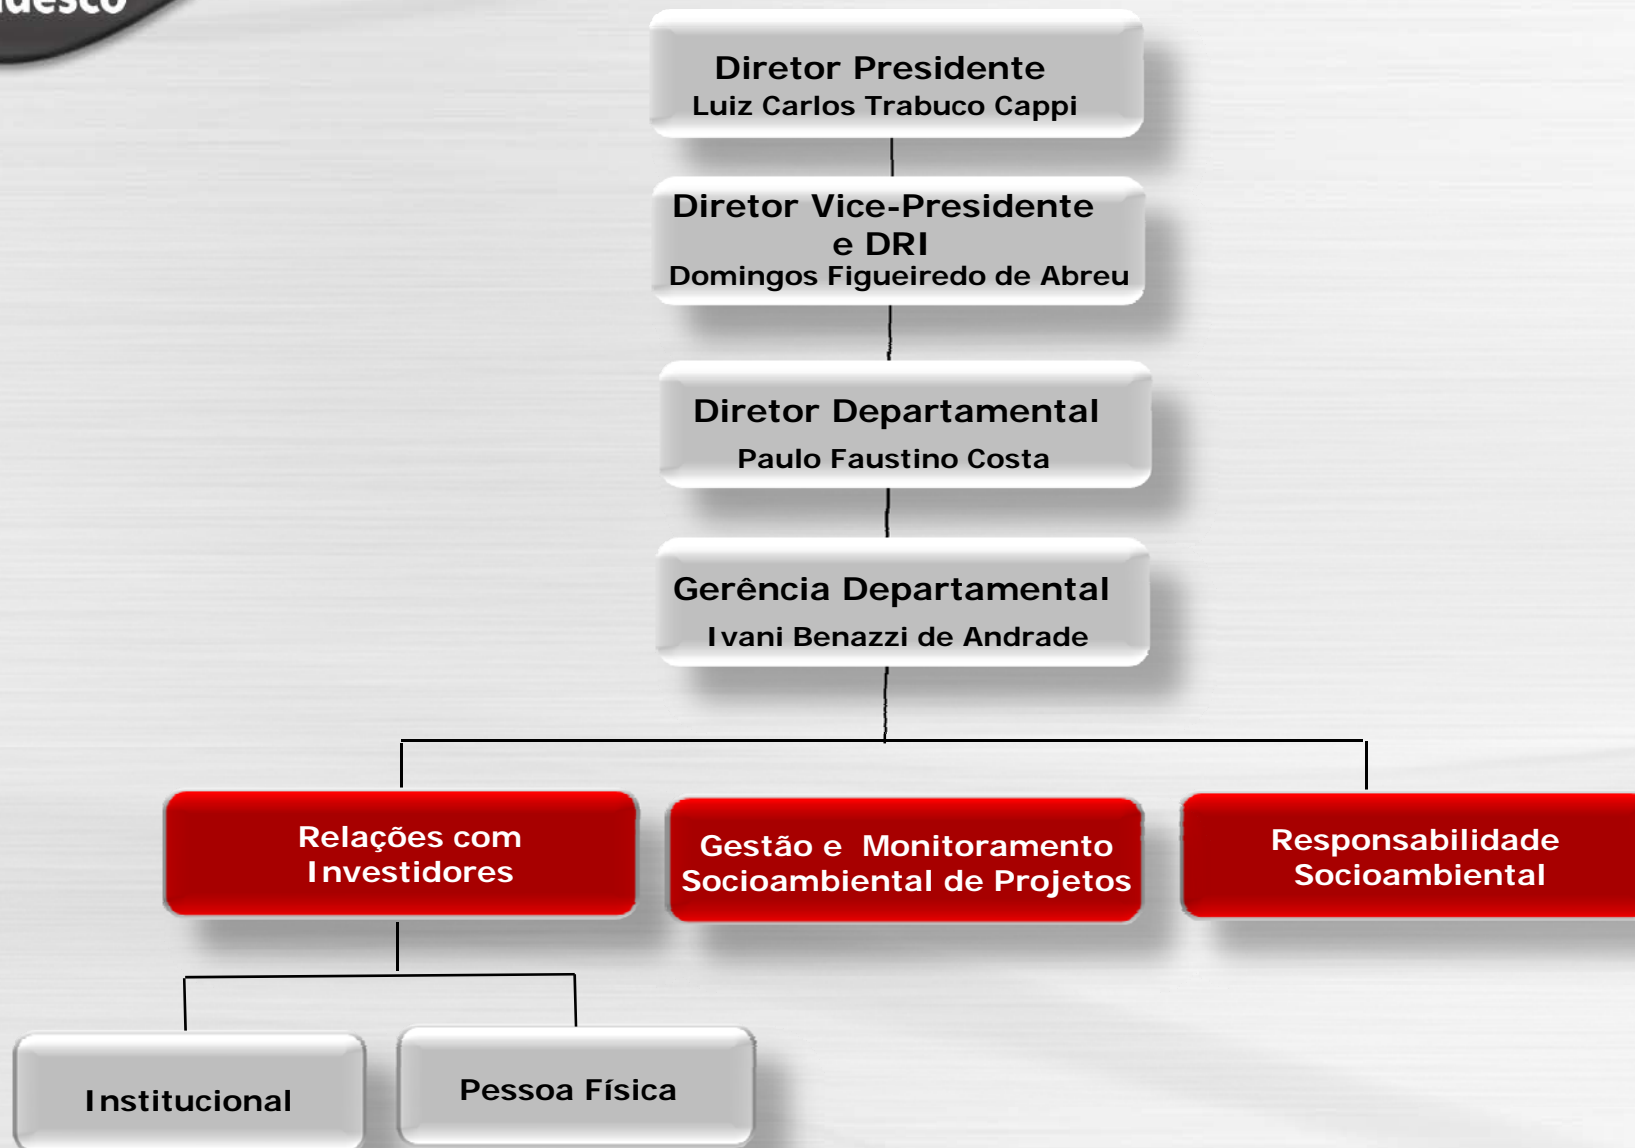 Diretor Presidente
Luiz Carlos Trabuco Cappi
Diretor Vice-Presidente
e DRI
Domingos Figueiredo de Abreu
Diretor Departamental
Paulo Faustino Costa
Gerência Departamental
Ivani Benazzi de Andrade
Relações com
Investidores
Gestão e Monitoramento
Socioambiental de Projetos
Responsabilidade
Socioambiental
Institucional
Pessoa Física